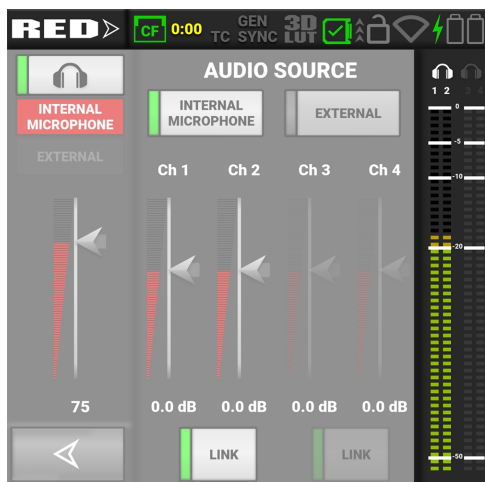 RED
CF 0:00 GEN 3D
TC SYNC LUT
AUDIO SOURCE
INTERNAL
MICROPHONE
EXTERNAL
INTERNAL
MICROPHONE
EXTERNAL
Ch 1 Ch 2 Ch 3 Ch 4
75 0.0 dB 0.0 dB 0.0 dB 0.0 dB
LINK LINK
1 2 3 4
0
-5
-10
-20
-50